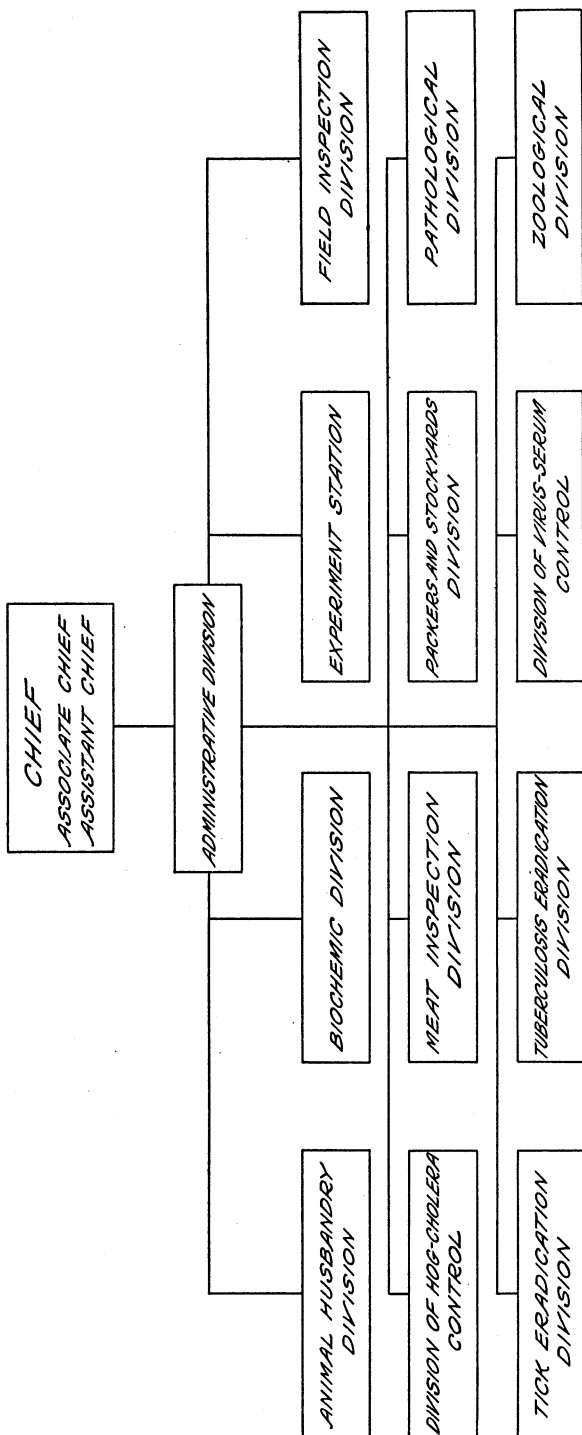 CHIEF
ASSOCIATE CHIEF
ASSISTANT CHIEF
ADMINISTRATIVE DIVISION
ANIMAL HUSBANDRY
DIVISION
BIOCHEMIC DIVISION
EXPERIMENT STATION
FIELD INSPECTION
DIVISION
DIVISION OF HOG-CHOLERA
CONTROL
MEAT INSPECTION
DIVISION
PACKERS AND STOCKYARDS
DIVISION
PATHOLOGICAL
DIVISION
TICK ERADICATION
DIVISION
TUBERCULOSIS ERADICATION
DIVISION
DIVISION OF VIRUS-SERUM
CONTROL
ZOOLOGICAL
DIVISION